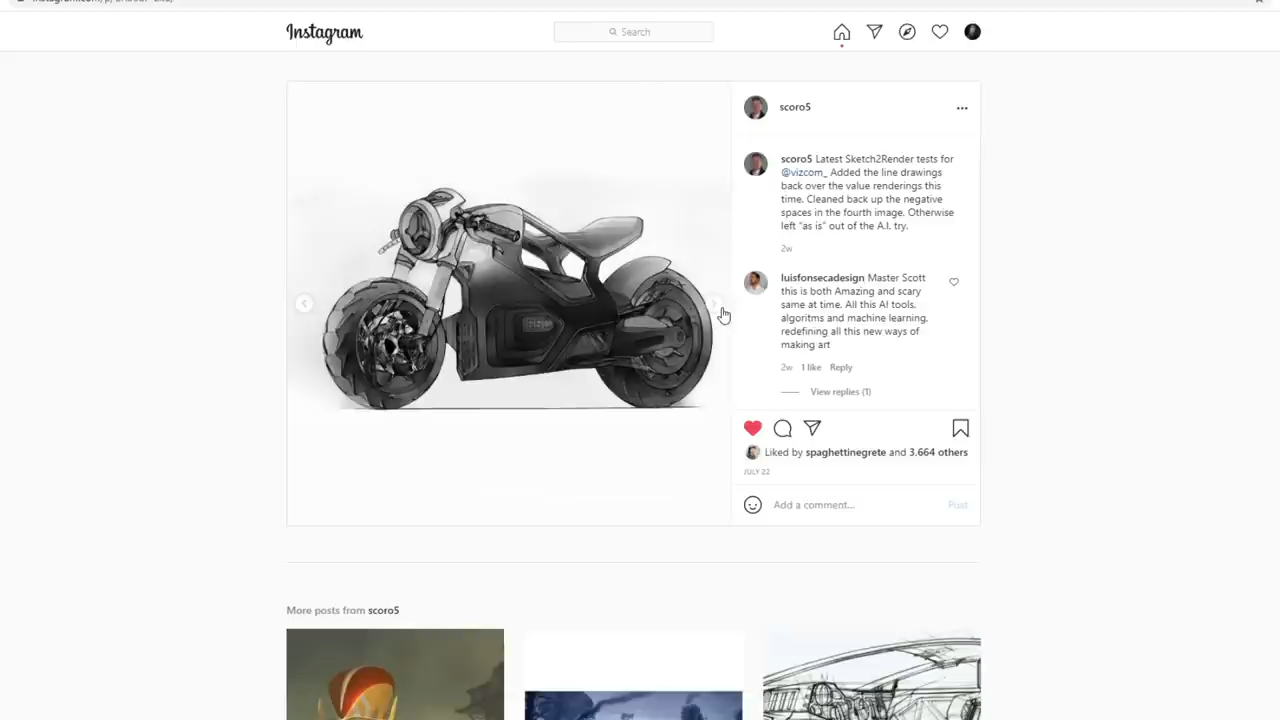 Instagram
Search
scoro5
scoro5 Latest Sketch2Render tests for
@vizcom_ Added the line drawings
back over the value renderings this
time. Cleaned back up the negative
spaces in the fourth image. Otherwise
left "as is" out of the A.I. try.
2w
luisfonsecadesign Master Scott
this is both Amazing and scary
same at time. All this A! tools,
algoritms and machine learning,
redefining all this new ways of
making art
2w 1 like Reply
View replies (1)
Liked by spaghettinegrete and 3.664 others
JULY 22
Add a comment...
Post
More posts from scoro5